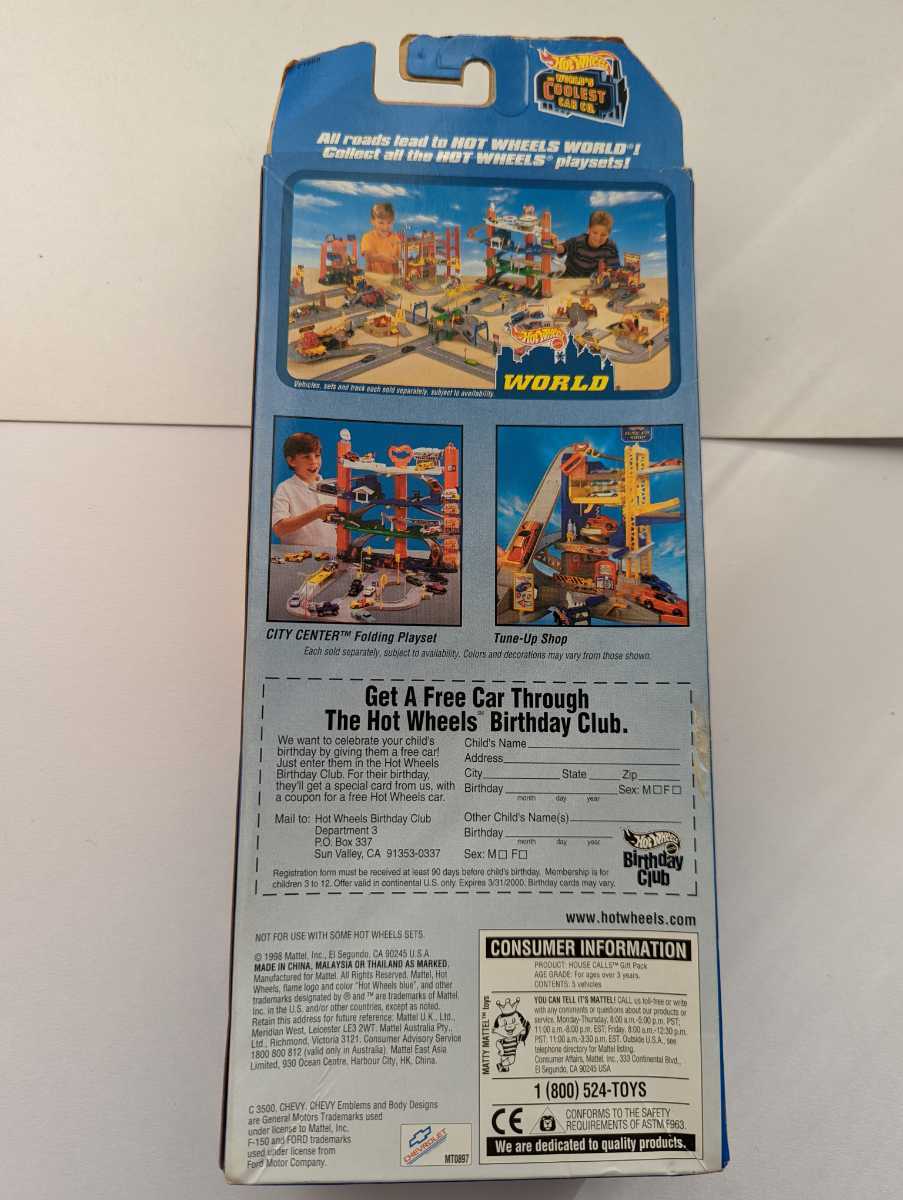 Hot Wheels
THE WORLD'S
COOLEST
CAR CO.
All roads lead to HOT WHEELS WORLD®!
Collect all the HOT WHEELS® playsets!
Hot Wheels
WORLD
Vehicles, sets and track each sold separately, subject to availability.
CITY CENTER™ Folding Playset
Tune-Up Shop
Each sold separately, subject to availability. Colors and decorations may vary from those shown.
Get A Free Car Through
The Hot Wheels™ Birthday Club.
We want to celebrate your child's
birthday by giving them a free car!
Just enter them in the Hot Wheels
Birthday Club. For their birthday,
they'll get a special card from us, with
a coupon for a free Hot Wheels car.
Mail to: Hot Wheels Birthday Club
Department 3
P.O. Box 337
Sun Valley, CA 91353-0337
Child's Name
Address
City State Zip
Birthday Sex: M☐ F☐
month day year
Other Child's Name(s)
Birthday
month day year
Sex: M☐ F☐
Hot Wheels
Birthday
Club
Registration form must be received at least 90 days before child's birthday. Membership is for
children 3 to 12. Offer valid in continental U.S. only. Expires 3/31/2000. Birthday cards may vary.
www.hotwheels.com
NOT FOR USE WITH SOME HOT WHEELS SETS.
© 1998 Mattel, Inc., El Segundo, CA 90245 U.S.A.
MADE IN CHINA, MALAYSIA OR THAILAND AS MARKED.
Manufactured for Mattel. All Rights Reserved. Mattel, Hot
Wheels, flame logo and color "Hot Wheels blue", and other
trademarks designated by ® and ™ are trademarks of Mattel,
Inc. in the U.S. and/or other countries, except as noted.
Retain this address for future reference: Mattel U.K., Ltd.,
Meridian West, Leicester LE3 2WT. Mattel Australia Pty.,
Ltd., Richmond, Victoria 3121. Consumer Advisory Service
1800 800 812 (valid only in Australia). Mattel East Asia
Limited, 930 Ocean Centre, Harbour City, HK, China.
C 3500, CHEVY, CHEVY Emblems and Body Designs
are General Motors Trademarks used
under license to Mattel, Inc.
F-150 and FORD trademarks
used under license from
Ford Motor Company.
CHEVROLET
MT0897
CONSUMER INFORMATION
PRODUCT: HOUSE CALLS™ Gift Pack
AGE GRADE: For ages over 3 years.
CONTENTS: 5 vehicles
MATTY MATTEL™ toys
YOU CAN TELL IT'S MATTEL! CALL us toll-free or write
with any comments or questions about our products or
service, Monday-Thursday, 8:00 a.m.-5:00 p.m. PST;
11:00 a.m.-8:00 p.m. EST; Friday, 8:00 a.m.-12:30 p.m.
PST; 11:00 a.m.-3:30 p.m. EST. Outside U.S.A., see
telephone directory for Mattel listing.
Consumer Affairs, Mattel, Inc., 333 Continental Blvd.,
El Segundo, CA 90245 USA
1 (800) 524-TOYS
CE
CONFORMS TO THE SAFETY
REQUIREMENTS OF ASTM F963.
We are dedicated to quality products.